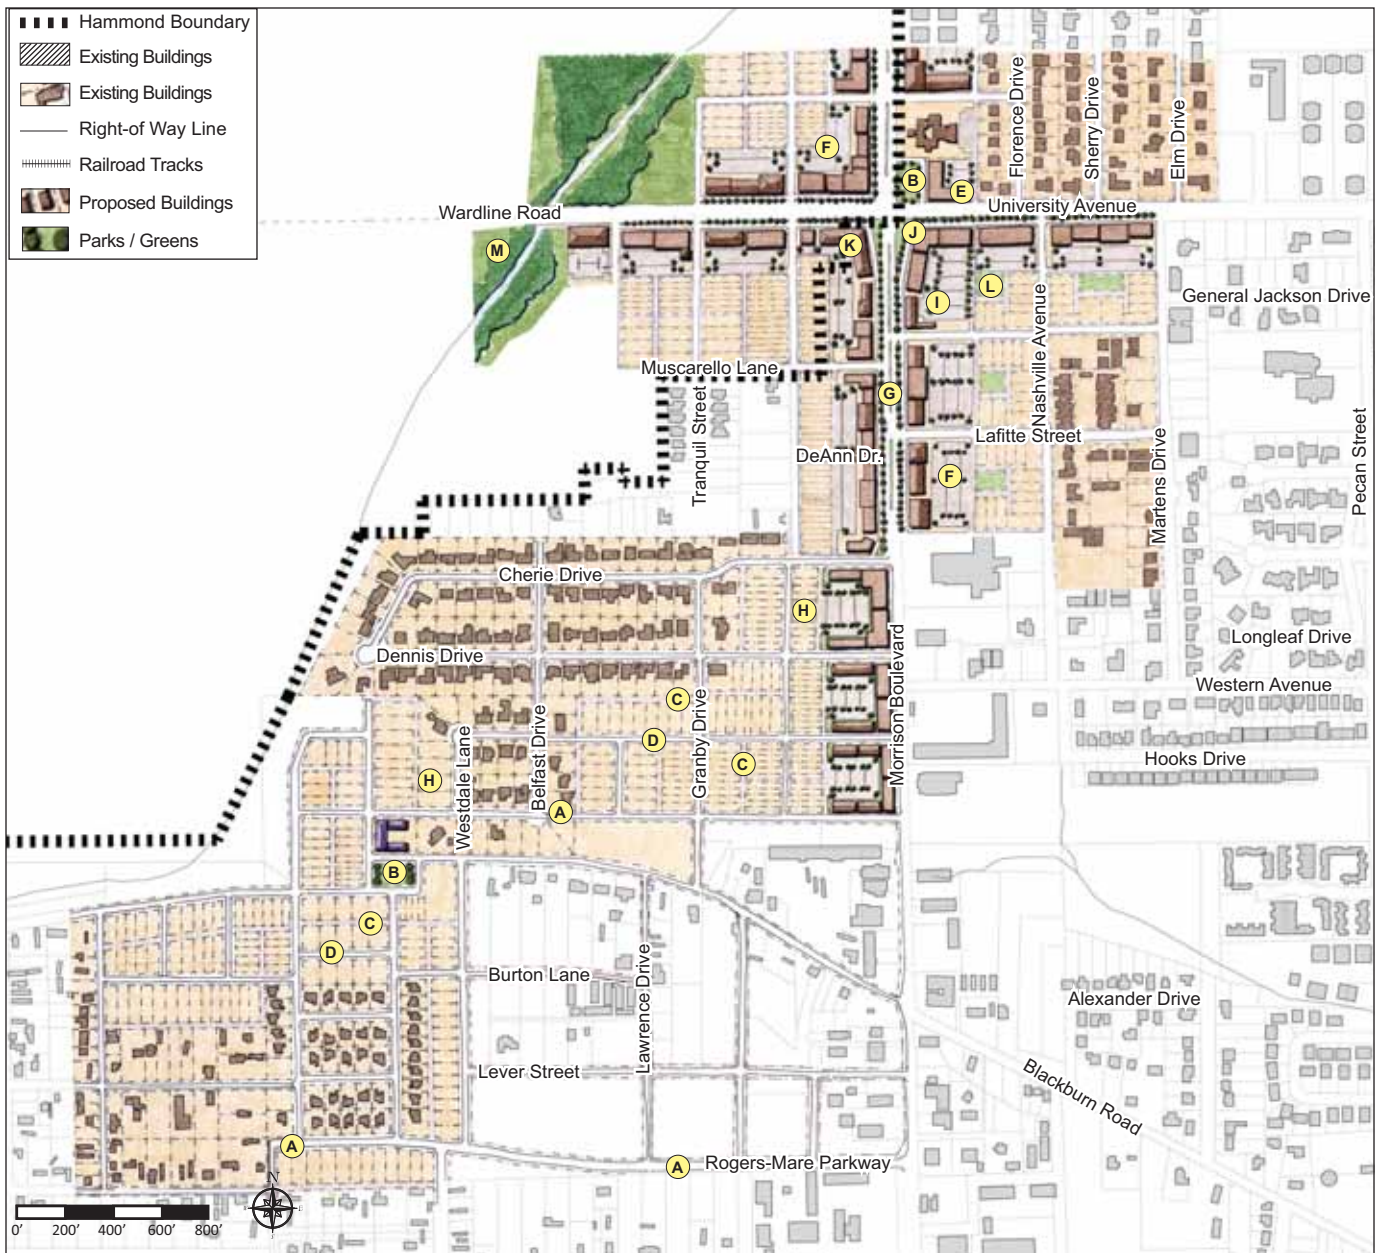 Hammond Boundary
Existing Buildings
Existing Buildings
Right-of Way Line
Railroad Tracks
Proposed Buildings
Parks / Greens
Florence Drive
Sherry Drive
Elm Drive
F
B
E
Wardline Road
University Avenue
M
K
J
I
L
General Jackson Drive
Nashville Avenue
Muscarello Lane
G
Tranquil Street
DeAnn Dr.
Lafitte Street
F
Martens Drive
Pecan Street
Cherie Drive
H
Dennis Drive
Longleaf Drive
Morrison Boulevard
Western Avenue
C
Granby Drive
D
C
Belfast Drive
Westdale Lane
H
Hooks Drive
A
B
C
D
Burton Lane
Lawrence Drive
Alexander Drive
Lever Street
Blackburn Road
A
A
Rogers-Mare Parkway
N
0' 200' 400' 600' 800'